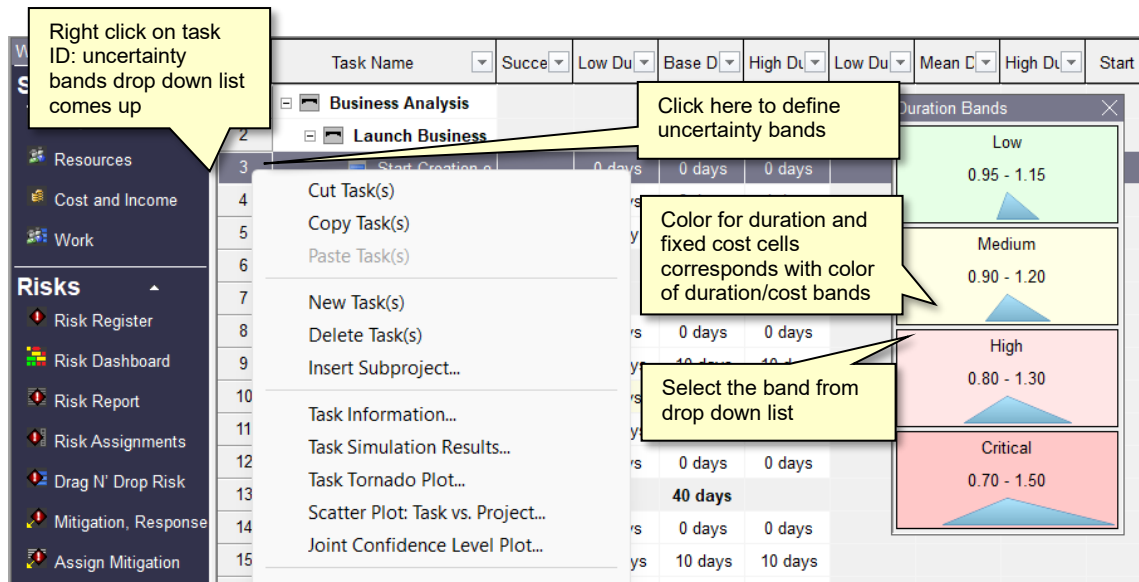 Right click on task
ID: uncertainty
bands drop down list
comes up
W
S
Resources
Cost and Income
Work
Risks
Risk Register
Risk Dashboard
Risk Report
Risk Assignments
Drag N' Drop Risk
Mitigation, Response
Assign Mitigation
Task Name Succe Low Du Base D High Du Low Du Mean D High Du Start
Business Analysis
2 Launch Business
3 Start Creation o 0 days 0 days 0 days
4
5
6
7
8 0 days 0 days
9 10 days 10 days
10
11
12 0 days 0 days
13 40 days
14 0 days 0 days
15 10 days 10 days
Cut Task(s)
Copy Task(s)
Paste Task(s)
New Task(s)
Delete Task(s)
Insert Subproject...
Task Information...
Task Simulation Results...
Task Tornado Plot...
Scatter Plot: Task vs. Project...
Joint Confidence Level Plot...
Click here to define
uncertainty bands
Color for duration and
fixed cost cells
corresponds with color
of duration/cost bands
Select the band from
drop down list
Duration Bands
Low
0.95 - 1.15
Medium
0.90 - 1.20
High
0.80 - 1.30
Critical
0.70 - 1.50